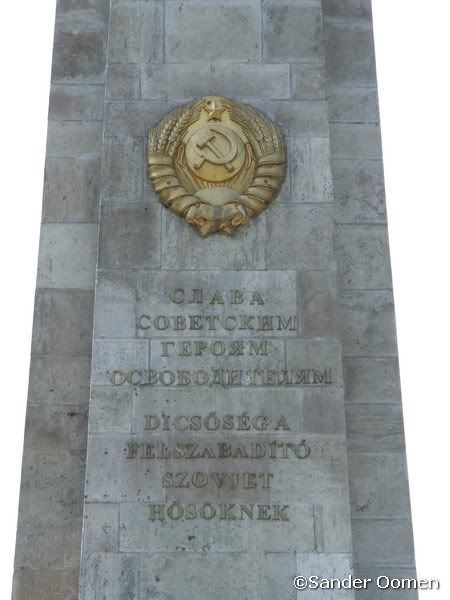 СЛАВА
СОВЕТСКИМ
ГЕРОЯМ
ОСВОБОДИТЕЛЯМ
DICSŐSÉG A
FELSZABADÍTÓ
SZOVJET
HŐSÖKNEK
©Sander Oomen